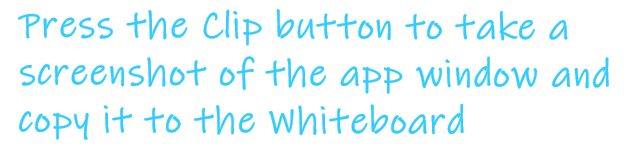 Press the Clip button to take a
screenshot of the app window and
copy it to the Whiteboard